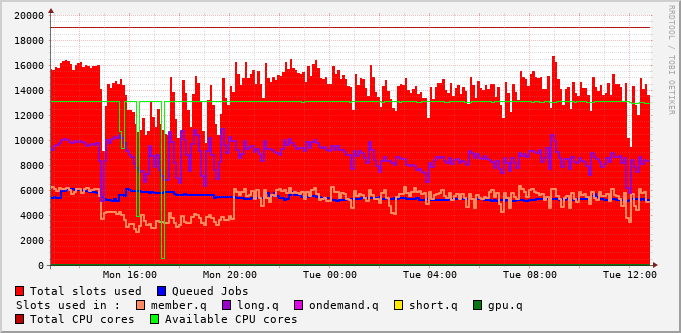 20000
18000
16000
14000
12000
10000
8000
6000
4000
2000
0
Mon 16:00 Mon 20:00 Tue 00:00 Tue 04:00 Tue 08:00 Tue 12:00
RRDTOOL / TOBI OETIKER
Total slots used Queued Jobs
Slots used in : member.q long.q ondemand.q short.q gpu.q
Total CPU cores Available CPU cores